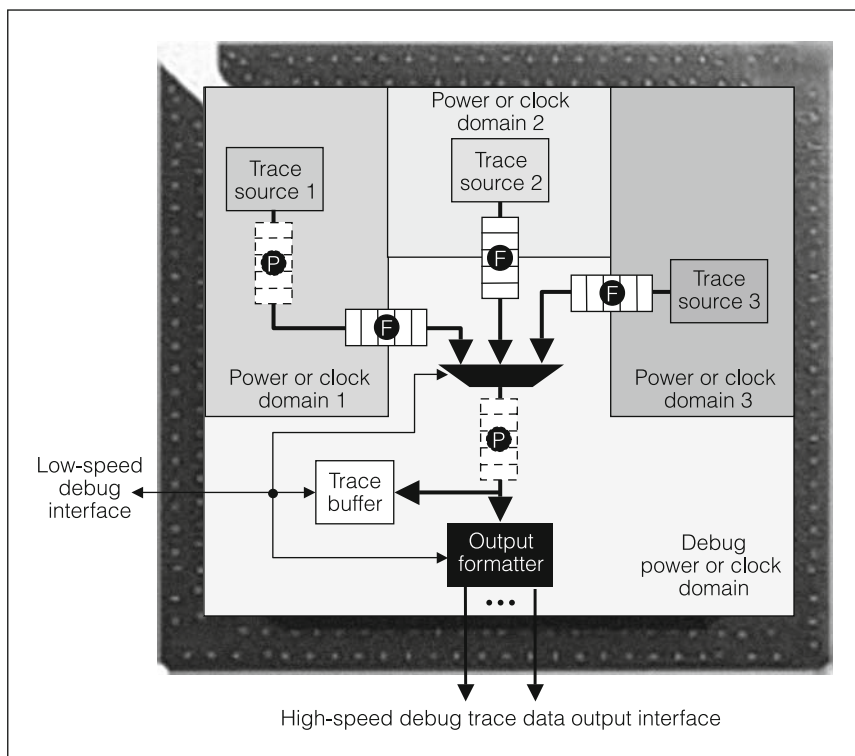 Power or clock
domain 2
Trace
source 1
Trace
source 2
P
F
F
Trace
source 3
F
Power or clock
domain 1
Power or clock
domain 3
P
Low-speed
debug
interface
Trace
buffer
Output
formatter
Debug
power or clock
domain
•••
High-speed debug trace data output interface